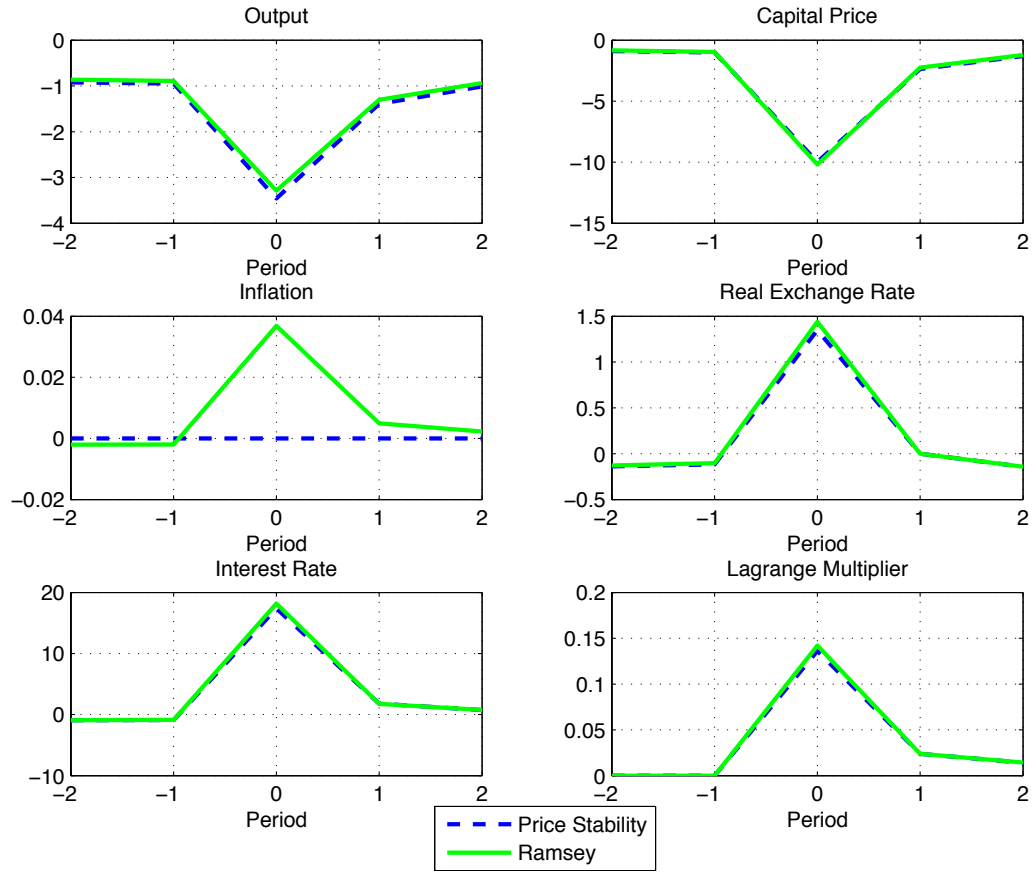 Output
0
−1
−2
−3
−4
−2 −1 0 1 2
Period
Capital Price
0
−5
−10
−15
−2 −1 0 1 2
Period
Inflation
0.04
0.02
0
−0.02
−2 −1 0 1 2
Period
Real Exchange Rate
1.5
1
0.5
0
−0.5
−2 −1 0 1 2
Period
Interest Rate
20
10
0
−10
−2 −1 0 1 2
Period
Lagrange Multiplier
0.2
0.15
0.1
0.05
0
−2 −1 0 1 2
Period
Price Stability
Ramsey